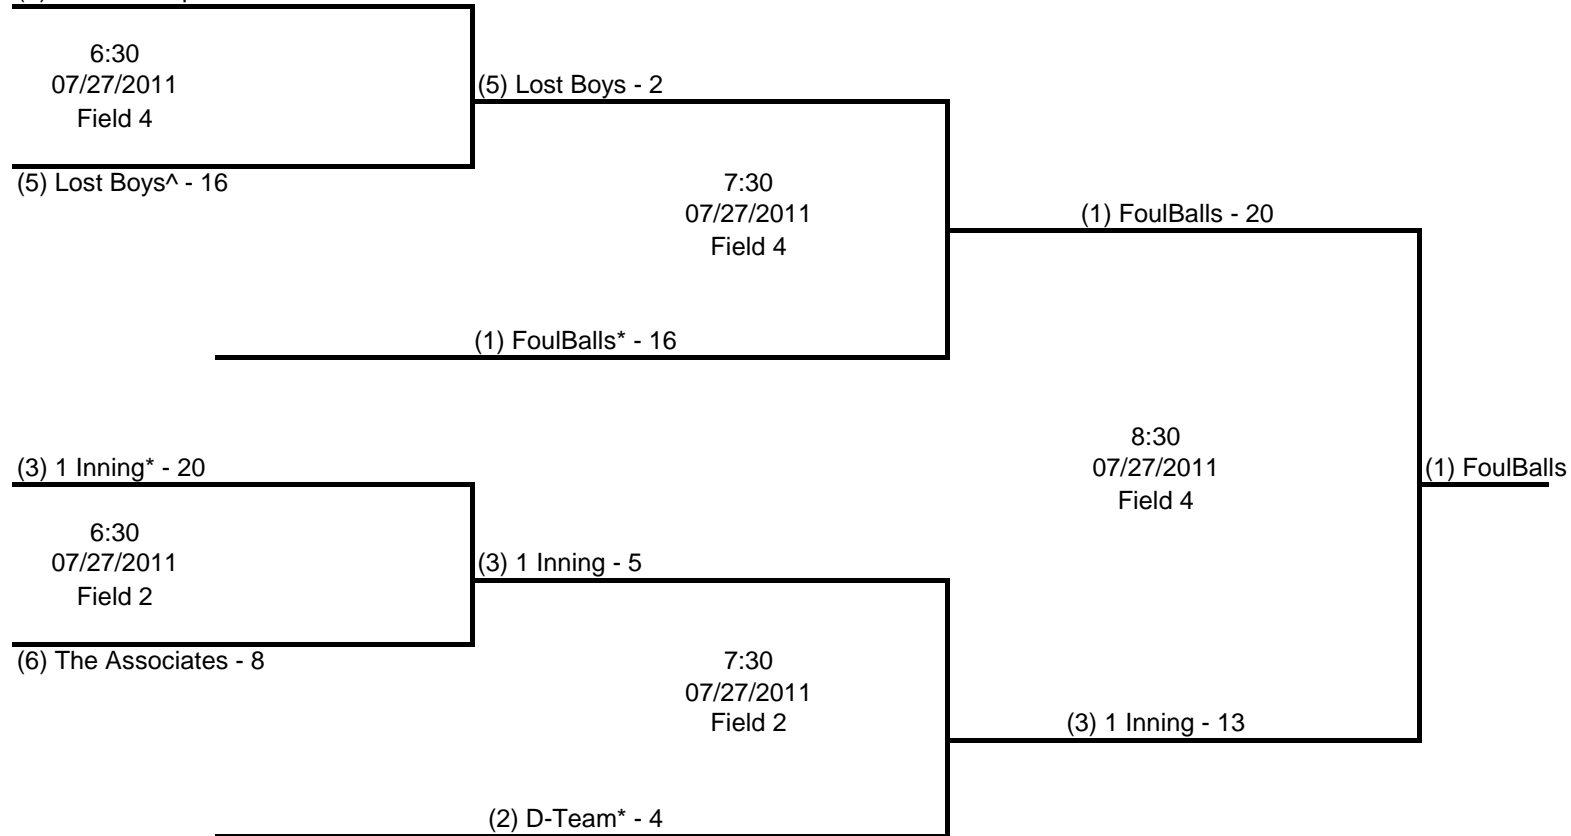 6:30
07/27/2011
Field 4
(5) Lost Boys - 2
(5) Lost Boys^ - 16
7:30
07/27/2011
Field 4
(1) FoulBalls - 20
(1) FoulBalls* - 16
(3) 1 Inning* - 20
8:30
07/27/2011
Field 4
(1) FoulBalls
6:30
07/27/2011
Field 2
(3) 1 Inning - 5
(6) The Associates - 8
7:30
07/27/2011
Field 2
(3) 1 Inning - 13
(2) D-Team* - 4